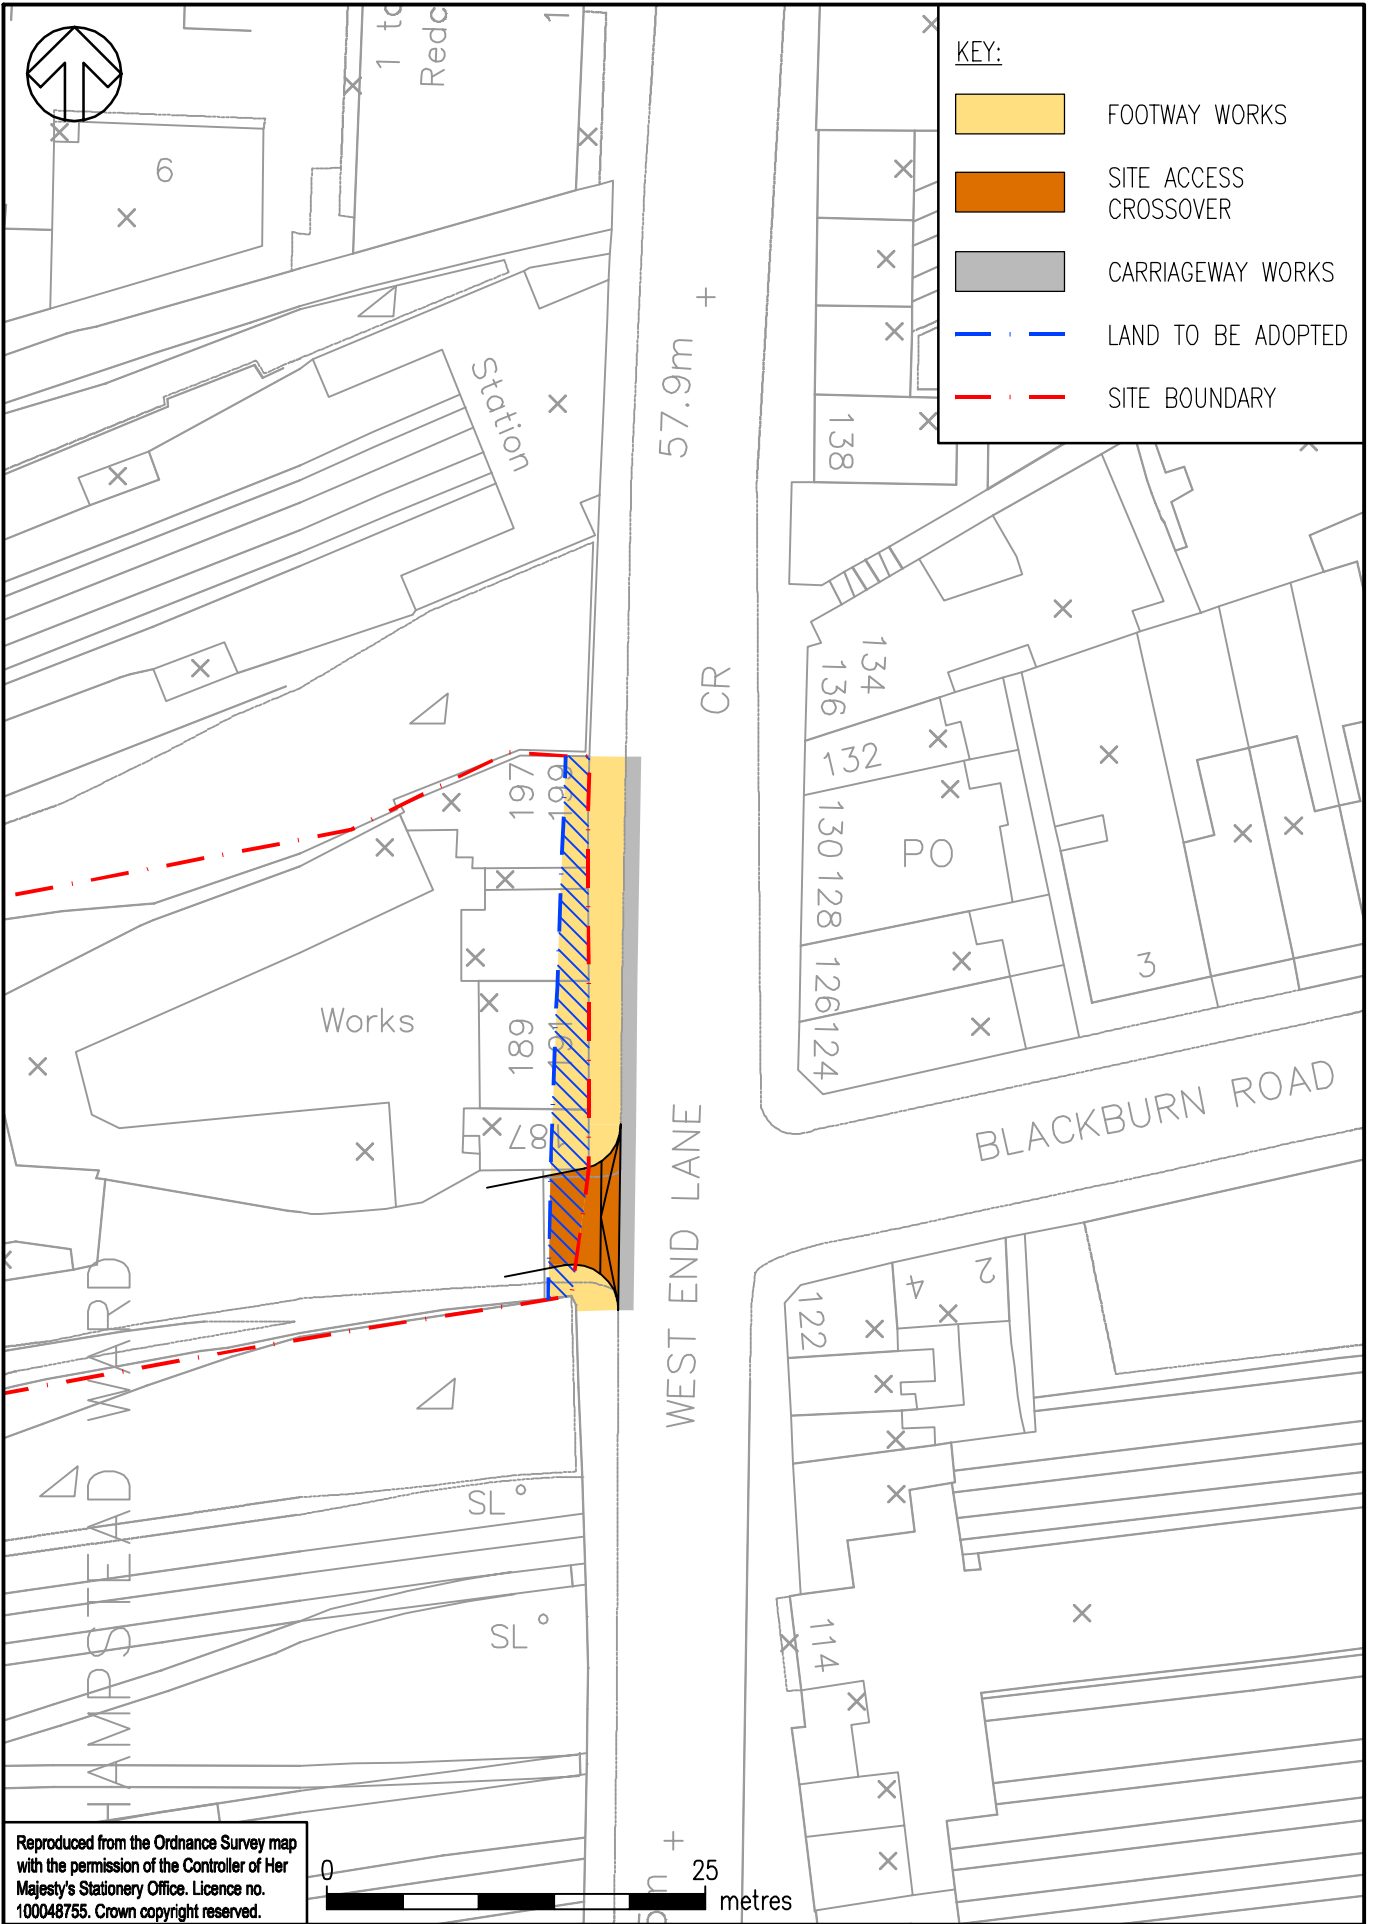 KEY:
FOOTWAY WORKS
SITE ACCESS
CROSSOVER
CARRIAGEWAY WORKS
LAND TO BE ADOPTED
SITE BOUNDARY
6
Station
57.9m
138
CR
134
136
132
130
128
126
124
PO
3
197
199
Works
189
191
187
BLACKBURN ROAD
WEST END LANE
2
4
122
114
SL
SL
HAMPSTEAD WARD
Reproduced from the Ordnance Survey map
with the permission of the Controller of Her
Majesty's Stationery Office. Licence no.
100048755. Crown copyright reserved.
0
25
metres